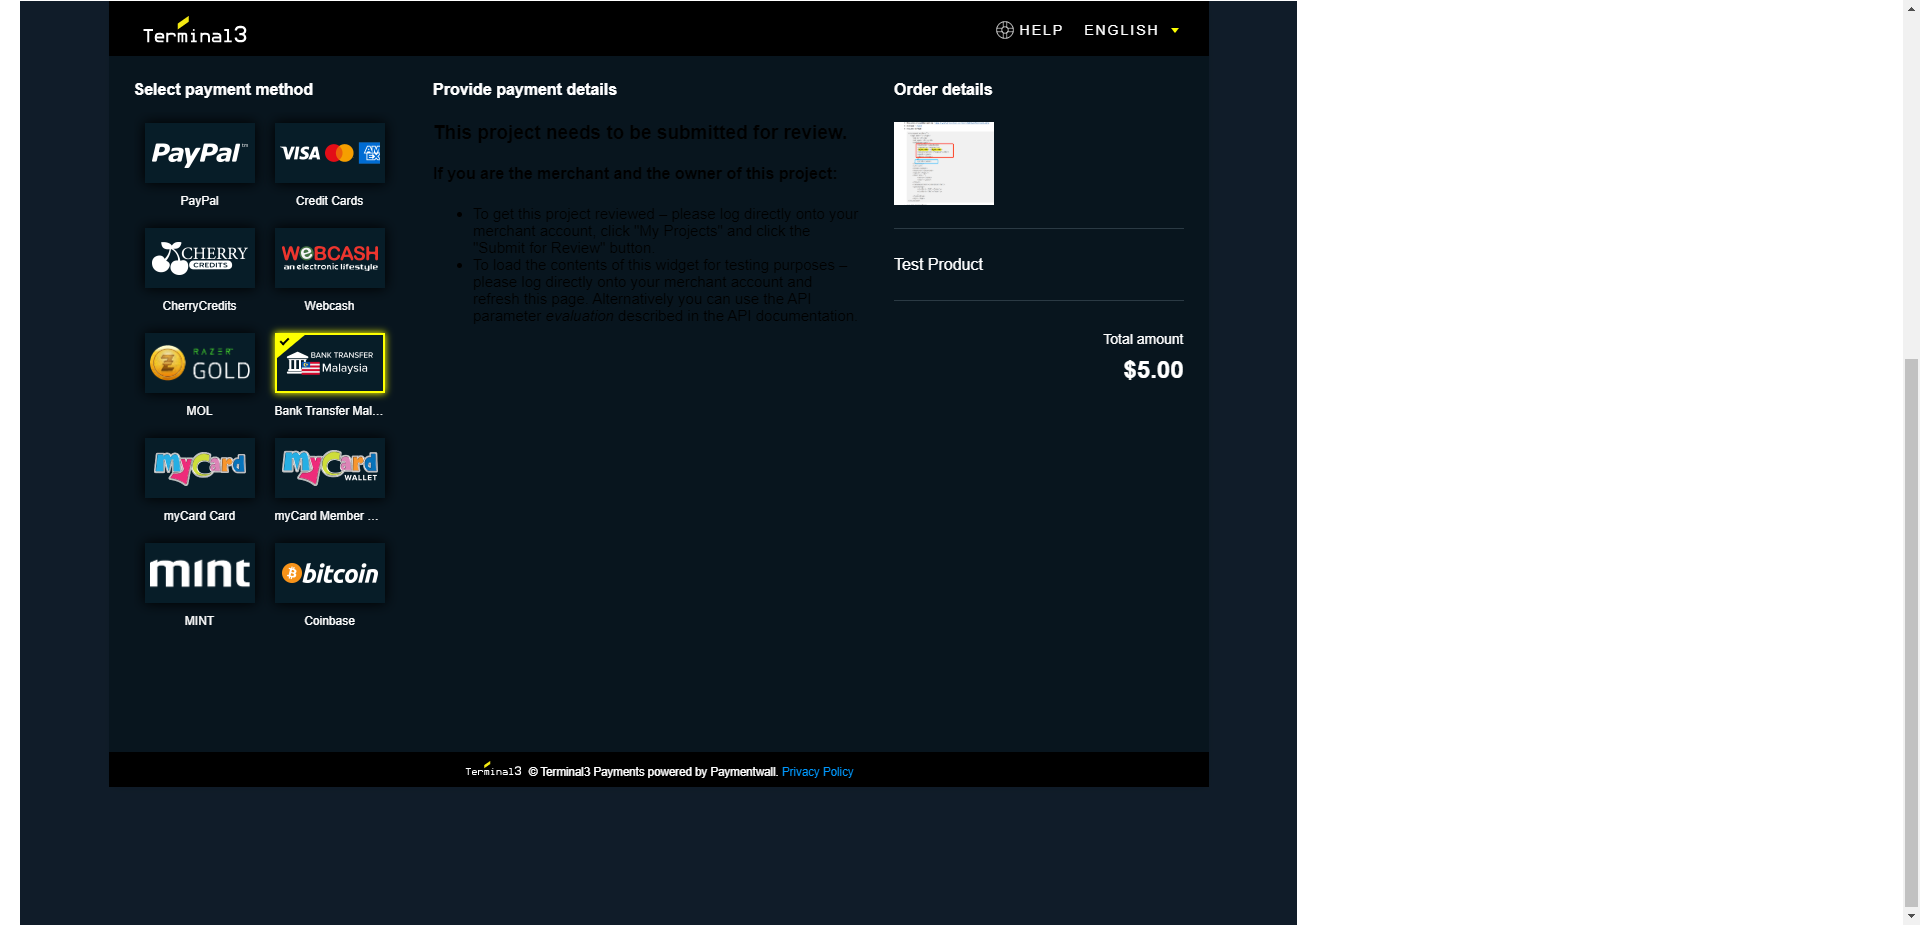 Terminal3
HELP
ENGLISH
Select payment method
PayPal
PayPal
VISA
AM
EX
Credit Cards
CHERRY
CREDITS
CherryCredits
WeBCASH
an electronic lifestyle
Webcash
RAZER
GOLD
MOL
BANK TRANSFER
Malaysia
Bank Transfer Mal...
MyCard
myCard Card
MyCard
WALLET
myCard Member ...
mint
MINT
bitcoin
Coinbase
Provide payment details
This project needs to be submitted for review.
If you are the merchant and the owner of this project:
• To get this project reviewed – please log directly onto your
merchant account, click "My Projects" and click the
"Submit for Review" button.
• To load the contents of this widget for testing purposes –
please log directly onto your merchant account and
refresh this page. Alternatively you can use the API
parameter evaluation described in the API documentation.
Order details
Test Product
Total amount
$5.00
Terminal3 © Terminal3 Payments powered by Paymentwall. Privacy Policy